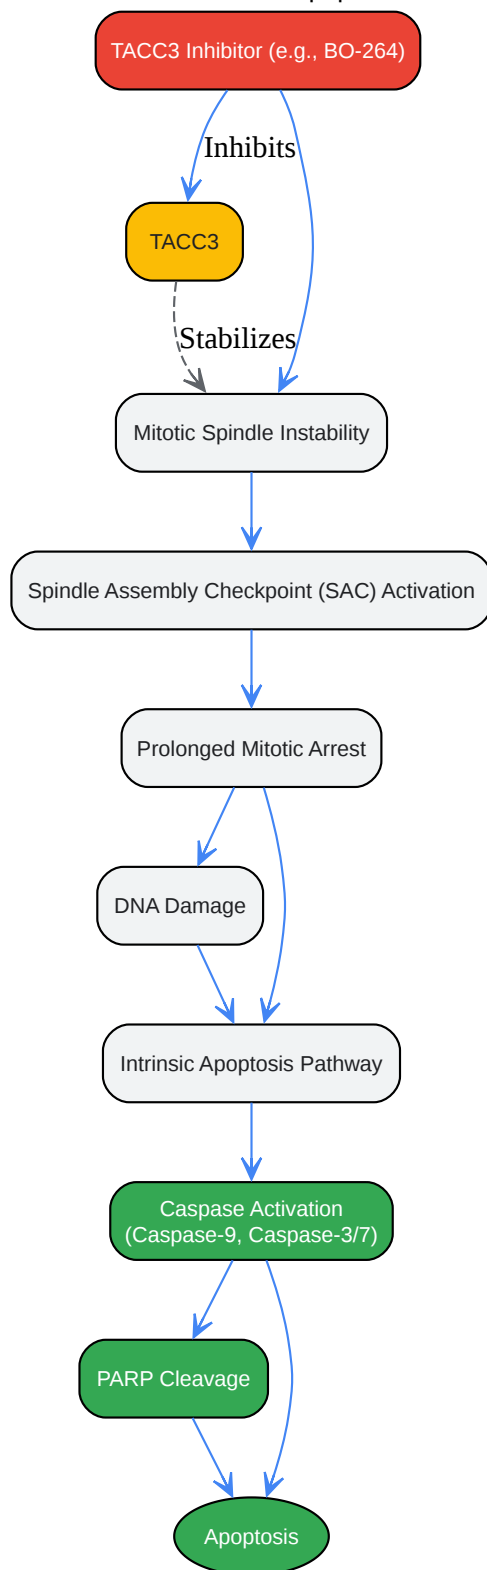 TACC3 Inhibitor (e.g., BO-264)
Inhibits
TACC3
Stabilizes
Mitotic Spindle Instability
Spindle Assembly Checkpoint (SAC) Activation
Prolonged Mitotic Arrest
DNA Damage
Intrinsic Apoptosis Pathway
Caspase Activation
(Caspase-9, Caspase-3/7)
PARP Cleavage
Apoptosis